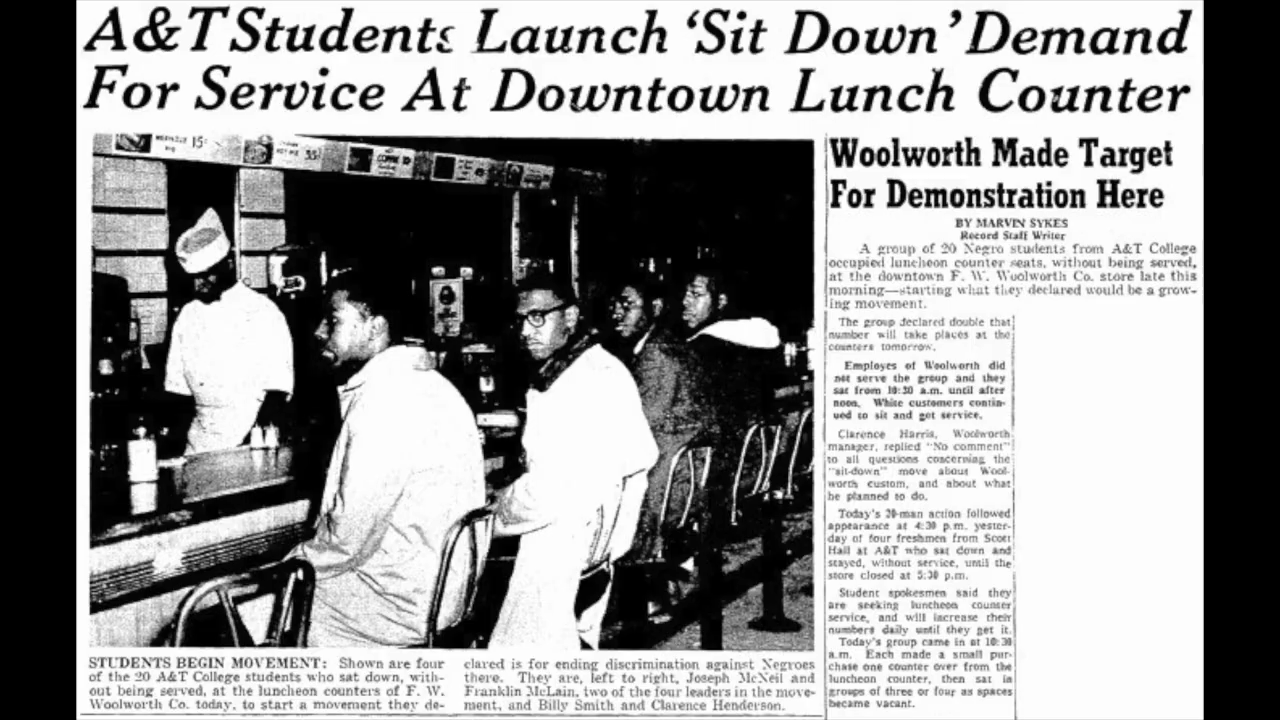 A&T Students Launch ‘Sit Down’ Demand
For Service At Downtown Lunch Counter
15¢
35¢
Woolworth Made Target
For Demonstration Here
BY MARVIN SYKES
Record Staff Writer
A group of 20 Negro students from A&T College
occupied luncheon counter seats, without being served,
at the downtown F. W. Woolworth Co. store late this
morning—starting what they declared would be a grow-
ing movement.
The group declared double that
number will take places at the
counters tomorrow.
Employes of Woolworth did
not serve the group and they
sat from 10:30 a.m. until after
noon. White customers contin-
ued to sit and get service.
Clarence Harris, Woolworth
manager, replied "No comment"
to all questions concerning the
"sit-down" move about Wool-
worth custom, and about what
he planned to do.
Today's 20-man action followed
appearance at 4:30 p.m. yester-
day of four freshmen from Scott
Hall at A&T who sat down and
stayed, without service, until the
store closed at 5:30 p.m.
Student spokesmen said they
are seeking luncheon counter
service, and will increase their
numbers daily until they get it.
Today's group came in at 10:30
a.m. Each made a small pur-
chase one counter over from the
luncheon counter, then sat in
groups of three or four as spaces
became vacant.
STUDENTS BEGIN MOVEMENT: Shown are four
of the 20 A&T College students who sat down, with-
out being served, at the luncheon counters of F. W.
Woolworth Co. today, to start a movement they de-
clared is for ending discrimination against Negroes
there. They are, left to right, Joseph McNeil and
Franklin McLain, two of the four leaders in the move-
ment, and Billy Smith and Clarence Henderson.